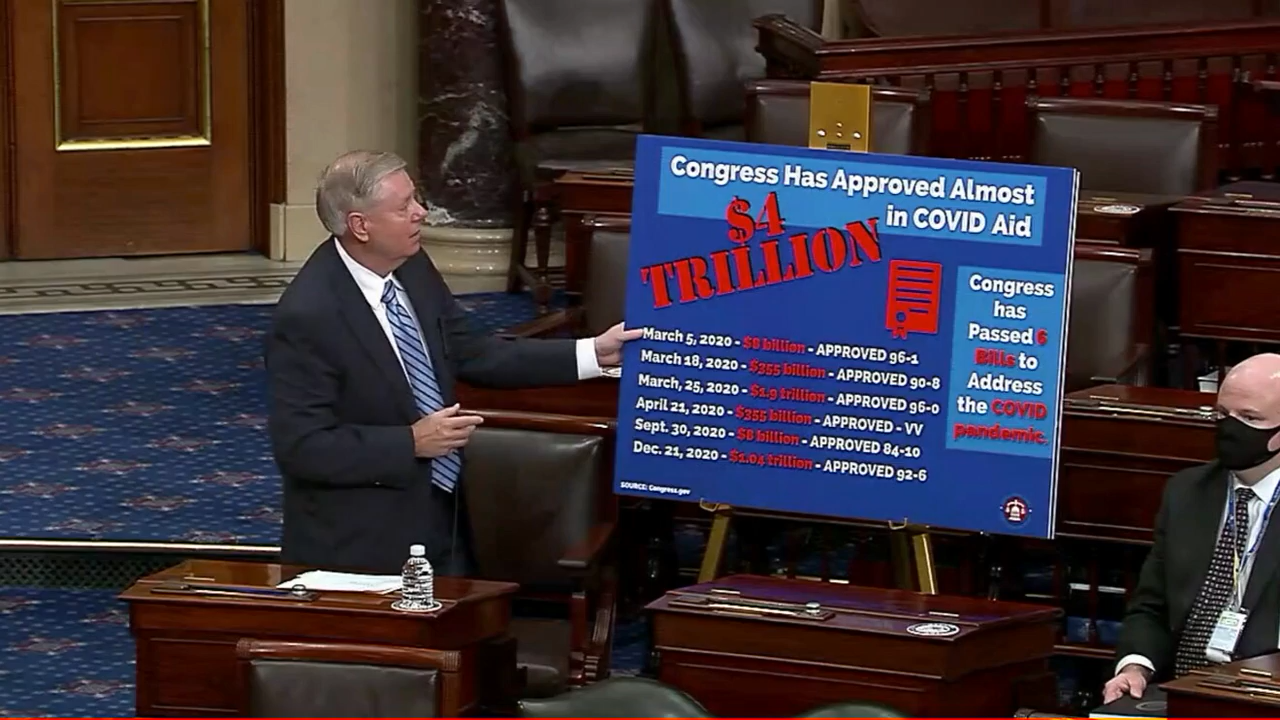 Congress Has Approved Almost
$4
TRILLION
in COVID Aid
Congress
has
Passed 6
Bills to
Address
the COVID
pandemic.
March 5, 2020 - $8 billion - APPROVED 96-1
March 18, 2020 - $355 billion - APPROVED 90-8
March, 25, 2020 - $1.9 trillion - APPROVED 96-0
April 21, 2020 - $355 billion - APPROVED - VV
Sept. 30, 2020 - $8 billion - APPROVED 84-10
Dec. 21, 2020 - $1.04 trillion - APPROVED 92-6
SOURCE: Congress.gov